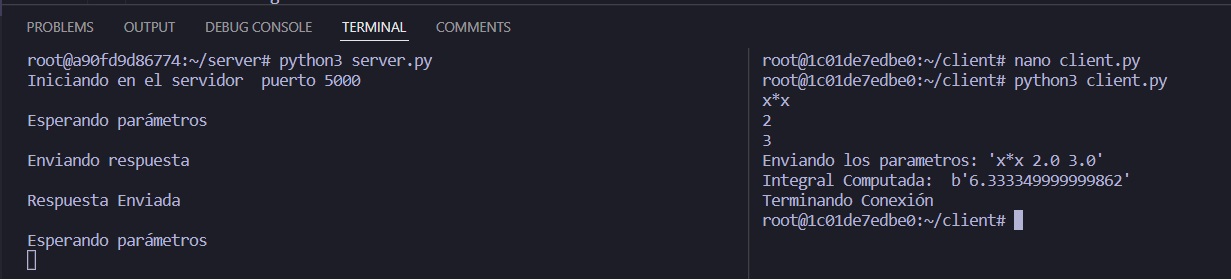 PROBLEMS OUTPUT DEBUG CONSOLE TERMINAL COMMENTS
root@a90fd9d86774:~/server# python3 server.py
Iniciando en el servidor  puerto 5000
Esperando parámetros
Enviando respuesta
Respuesta Enviada
Esperando parámetros
root@1c01de7edbe0:~/client# nano client.py
root@1c01de7edbe0:~/client# python3 client.py
x*x
2
3
Enviando los parametros: 'x*x 2.0 3.0'
Integral Computada:  b'6.333349999999862'
Terminando Conexión
root@1c01de7edbe0:~/client#